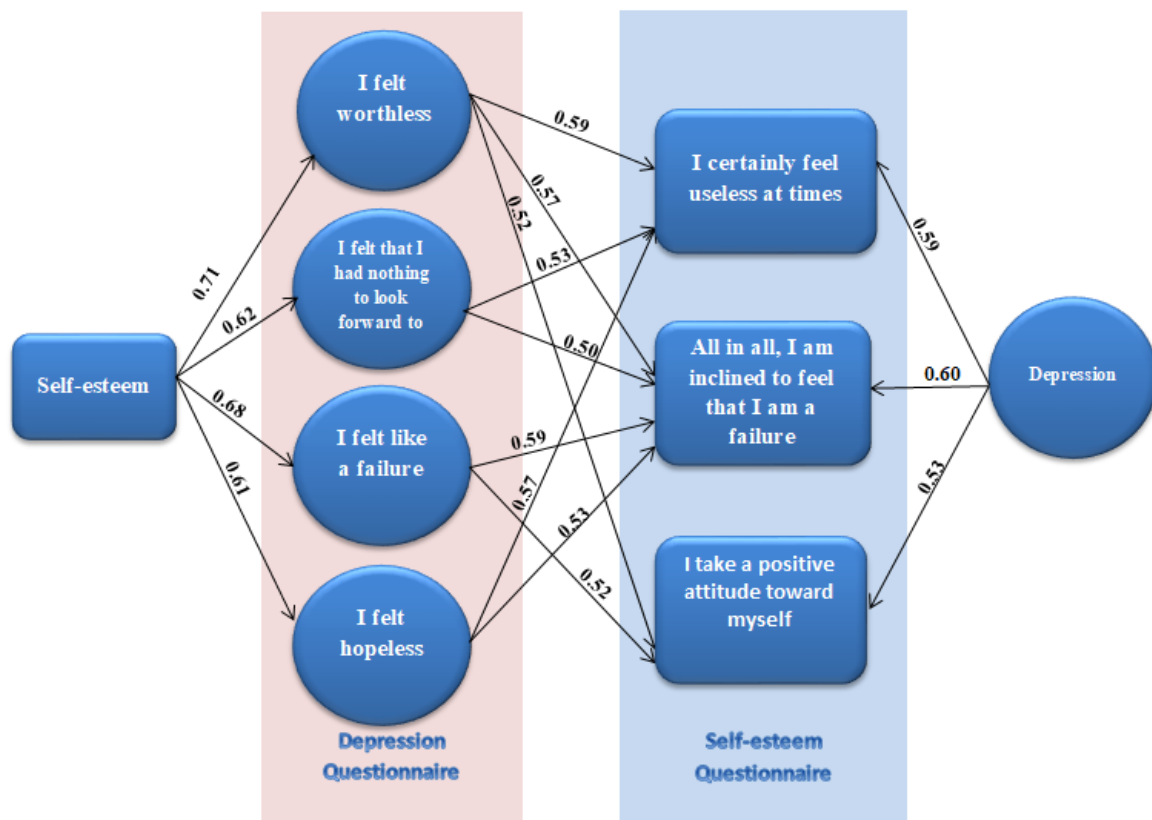 Self-esteem
0.71
0.62
0.68
0.61
I felt
worthless
I felt that I
had nothing
to look
forward to
I felt like
a failure
I felt
hopeless
Depression
Questionnaire
0.59
0.57
0.52
0.53
0.50
0.59
0.57
0.53
0.52
I certainly feel
useless at times
All in all, I am
inclined to feel
that I am a
failure
I take a positive
attitude toward
myself
Self-esteem
Questionnaire
0.59
0.60
0.53
Depression